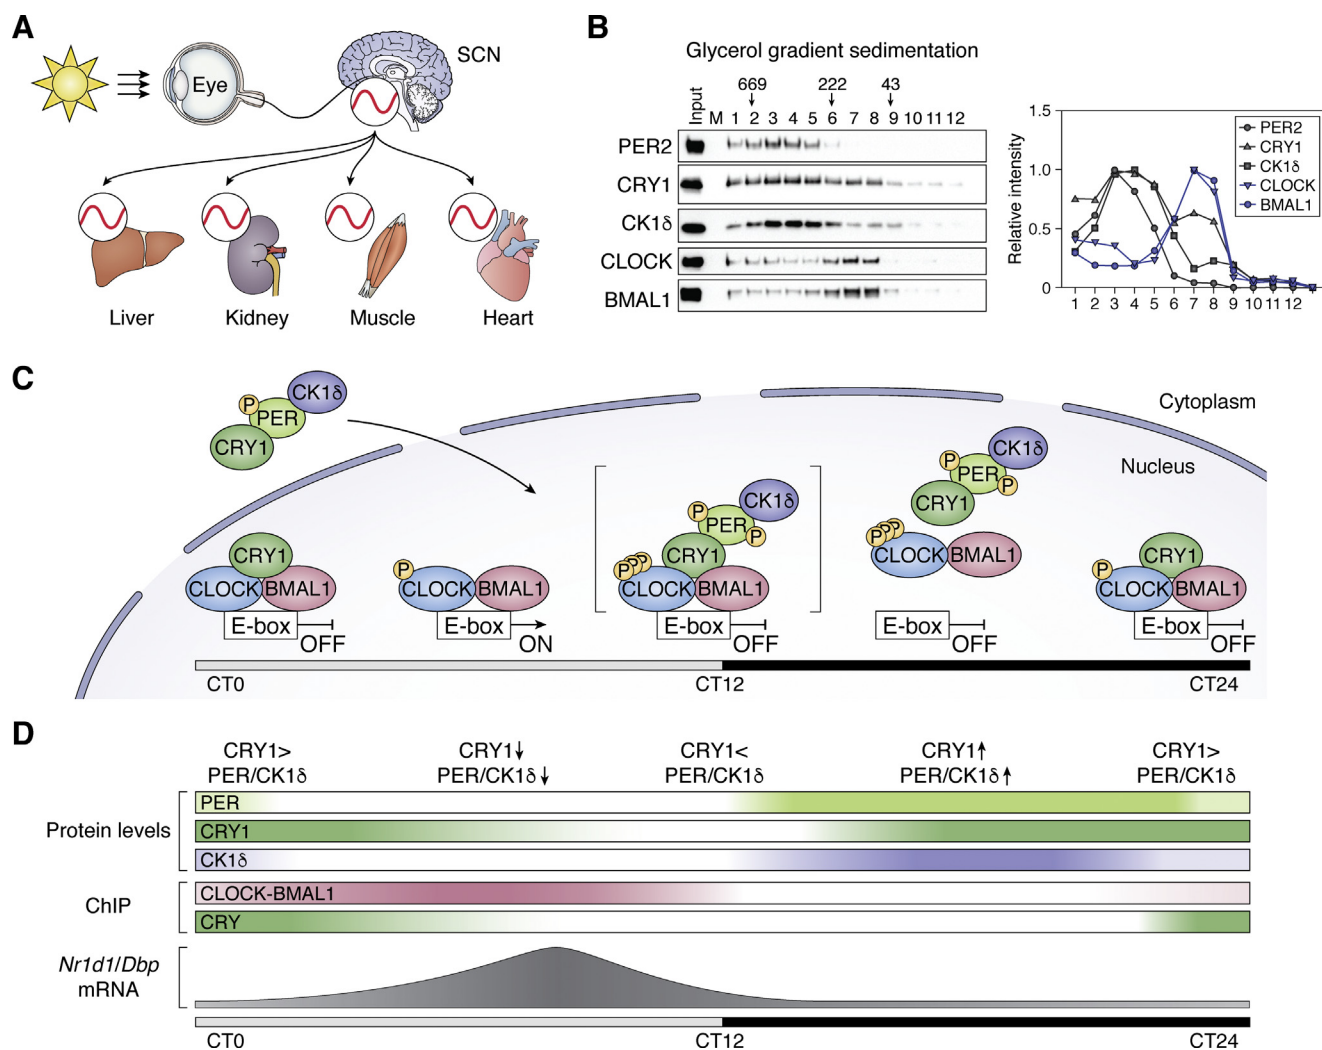 A
Eye
SCN
Liver
Kidney
Muscle
Heart
B
Glycerol gradient sedimentation
669 222 43
Input M 1 2 3 4 5 6 7 8 9 10 11 12
PER2
CRY1
CK1δ
CLOCK
BMAL1
Relative intensity
1.5
1.0
0.5
0
1 2 3 4 5 6 7 8 9 10 11 12
PER2
CRY1
CK1δ
CLOCK
BMAL1
C
Cytoplasm
Nucleus
P PER CK1δ
CRY1
CRY1
CLOCK BMAL1
E-box
OFF
P
CLOCK BMAL1
E-box
ON
P PER P CK1δ
CRY1
P P P
CLOCK BMAL1
E-box
OFF
P PER P CK1δ
CRY1
P P P
CLOCK BMAL1
E-box
OFF
CRY1
P
CLOCK BMAL1
E-box
OFF
CT0 CT12 CT24
D
CRY1> CRY1↓ CRY1< CRY1↑ CRY1>
PER/CK1δ PER/CK1δ↓ PER/CK1δ PER/CK1δ↑ PER/CK1δ
Protein levels
PER
CRY1
CK1δ
ChIP
CLOCK-BMAL1
CRY
Nr1d1/Dbp
mRNA
CT0 CT12 CT24